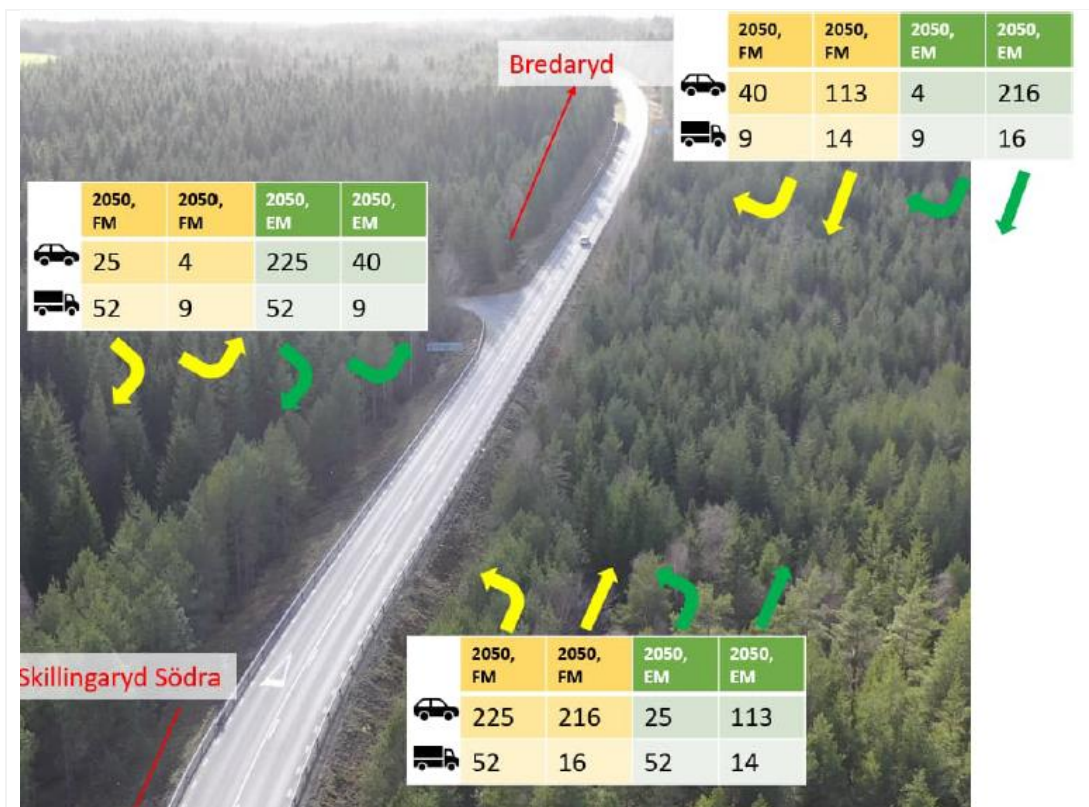 Bredaryd
2050, 2050, 2050, 2050,
FM FM EM EM
40 113 4 216
9 14 9 16
2050, 2050, 2050, 2050,
FM FM EM EM
25 4 225 40
52 9 52 9
Skillingaryd Södra
2050, 2050, 2050, 2050,
FM FM EM EM
225 216 25 113
52 16 52 14